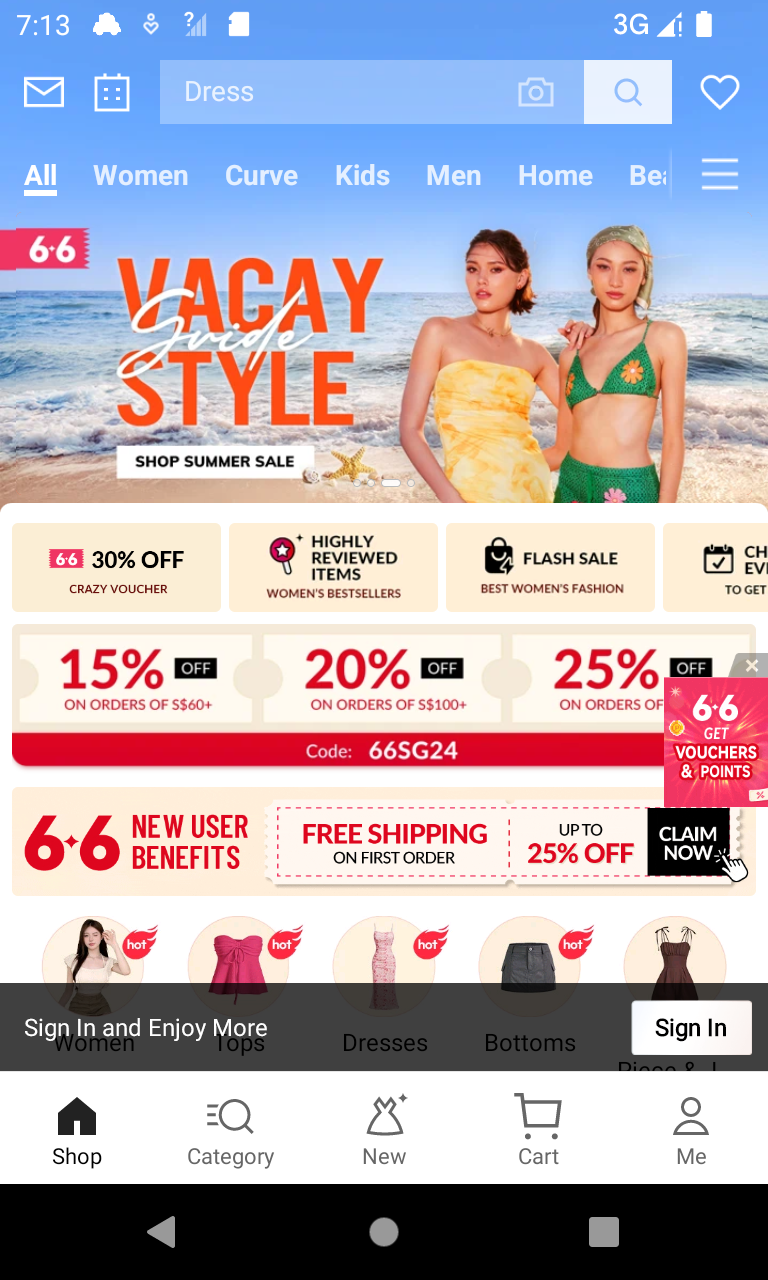 7:13
3G
Dress
All Women Curve Kids Men Home Bea
6·6
VACAY
Guide
STYLE
SHOP SUMMER SALE
6·6 30% OFF
CRAZY VOUCHER
HIGHLY
REVIEWED
ITEMS
WOMEN'S BESTSELLERS
FLASH SALE
BEST WOMEN'S FASHION
CH
EV
TO GET
15% OFF
ON ORDERS OF S$60+
20% OFF
ON ORDERS OF S$100+
25% OFF
ON ORDERS OF
Code: 66SG24
6·6
GET
VOUCHERS
& POINTS
6·6 NEW USER
BENEFITS
FREE SHIPPING
ON FIRST ORDER
UP TO
25% OFF
CLAIM
NOW
hot
hot
hot
hot
Women Tops Dresses Bottoms
Sign In and Enjoy More
Sign In
Shop Category New Cart Me